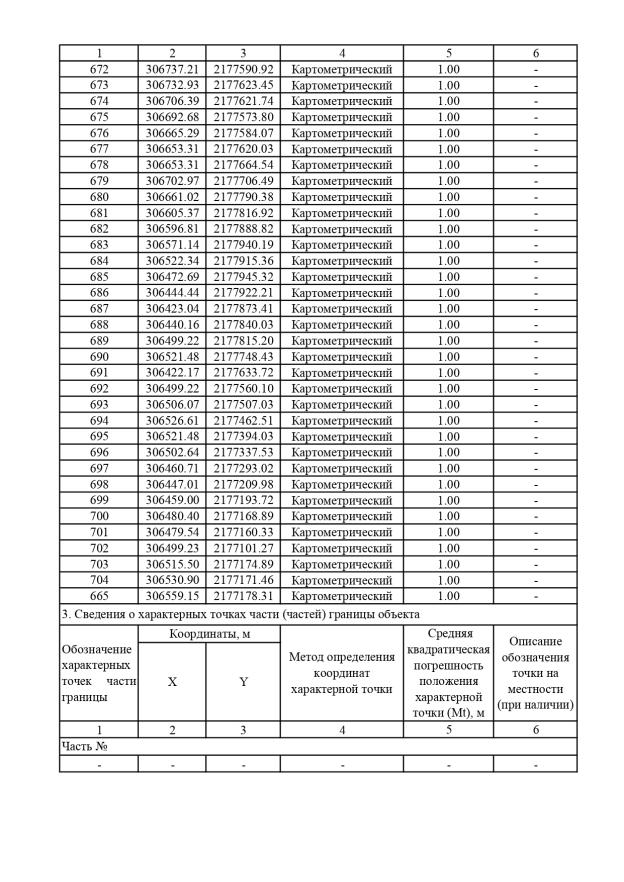 1 2 3 4 5 6
672 306737.21 2177590.92 Картометрический 1.00 -
673 306732.93 2177623.45 Картометрический 1.00 -
674 306706.39 2177621.74 Картометрический 1.00 -
675 306692.68 2177573.80 Картометрический 1.00 -
676 306665.29 2177584.07 Картометрический 1.00 -
677 306653.31 2177620.03 Картометрический 1.00 -
678 306653.31 2177664.54 Картометрический 1.00 -
679 306702.97 2177706.49 Картометрический 1.00 -
680 306661.02 2177790.38 Картометрический 1.00 -
681 306605.37 2177816.92 Картометрический 1.00 -
682 306596.81 2177888.82 Картометрический 1.00 -
683 306571.14 2177940.19 Картометрический 1.00 -
684 306522.34 2177915.36 Картометрический 1.00 -
685 306472.69 2177945.32 Картометрический 1.00 -
686 306444.44 2177922.21 Картометрический 1.00 -
687 306423.04 2177873.41 Картометрический 1.00 -
688 306440.16 2177840.03 Картометрический 1.00 -
689 306499.22 2177815.20 Картометрический 1.00 -
690 306521.48 2177748.43 Картометрический 1.00 -
691 306422.17 2177633.72 Картометрический 1.00 -
692 306499.22 2177560.10 Картометрический 1.00 -
693 306506.07 2177507.03 Картометрический 1.00 -
694 306526.61 2177462.51 Картометрический 1.00 -
695 306521.48 2177394.03 Картометрический 1.00 -
696 306502.64 2177337.53 Картометрический 1.00 -
697 306460.71 2177293.02 Картометрический 1.00 -
698 306447.01 2177209.98 Картометрический 1.00 -
699 306459.00 2177193.72 Картометрический 1.00 -
700 306480.40 2177168.89 Картометрический 1.00 -
701 306479.54 2177160.33 Картометрический 1.00 -
702 306499.23 2177101.27 Картометрический 1.00 -
703 306515.50 2177174.89 Картометрический 1.00 -
704 306530.90 2177171.46 Картометрический 1.00 -
665 306559.15 2177178.31 Картометрический 1.00 -
3. Сведения о характерных точках части (частей) границы объекта
Обозначение
характерных
точек части
границы
Координаты, м
X Y
Метод определения
координат
характерной точки
Средняя
квадратическая
погрешность
положения
характерной
точки (Mt), м
Описание
обозначения
точки на
местности
(при наличии)
1 2 3 4 5 6
Часть №
- - - - - -